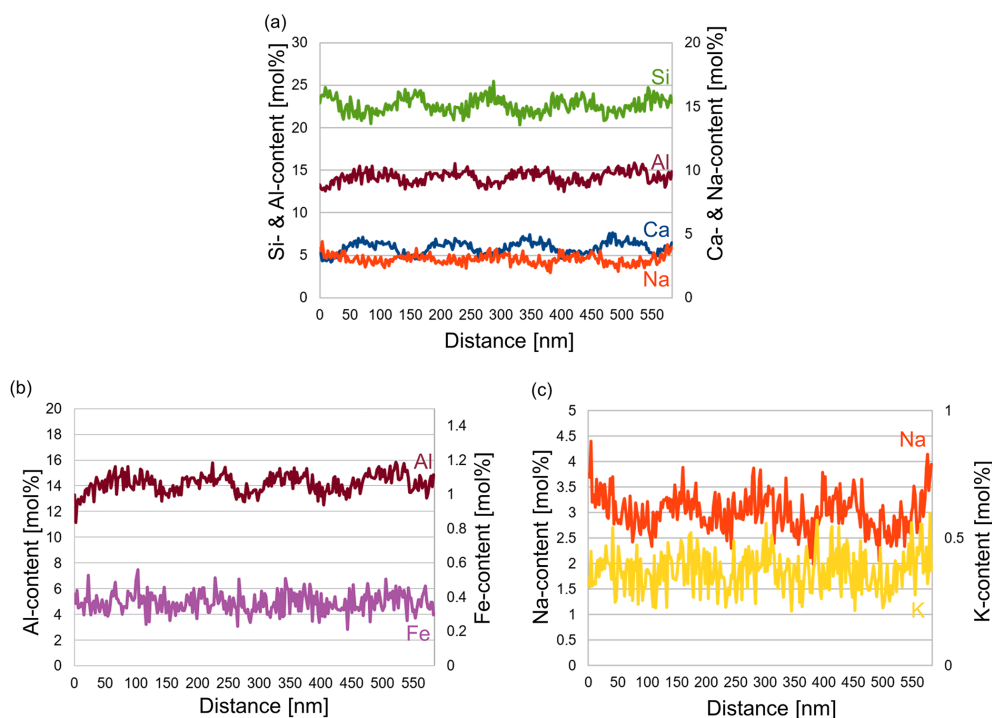 (a)
Si- & Al-content [mol%]
30
25
20
15
10
5
0
Si
Al
Ca
Na
20
15
10
5
0
Ca- & Na-content [mol%]
0 50 100 150 200 250 300 350 400 450 500 550
Distance [nm]
(b)
Al-content [mol%]
20
18
16
14
12
10
8
6
4
2
0
Al
Fe
1.4
1.2
1
0.8
0.6
0.4
0.2
0
Fe-content [mol%]
0 50 100 150 200 250 300 350 400 450 500 550
Distance [nm]
(c)
Na-content [mol%]
5
4.5
4
3.5
3
2.5
2
1.5
1
0.5
0
Na
K
1
0.5
0
K-content [mol%]
0 50 100 150 200 250 300 350 400 450 500 550
Distance [nm]